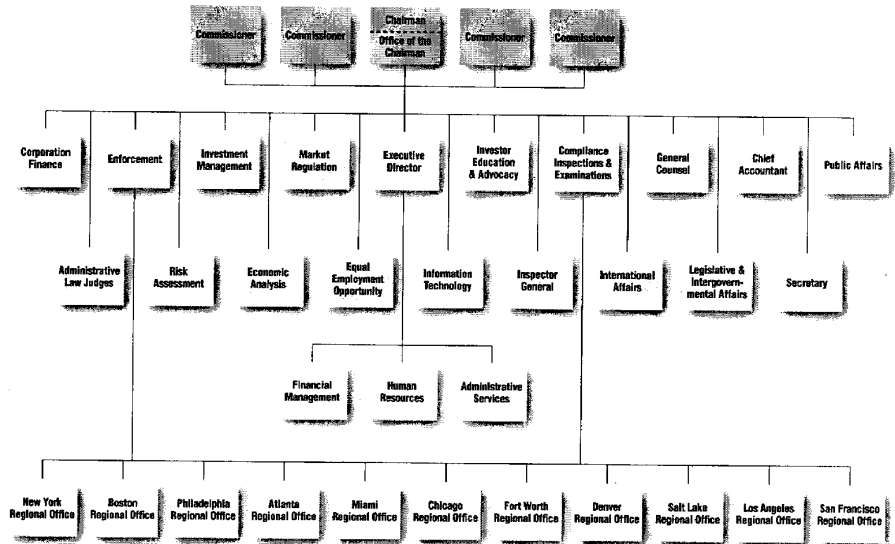 Commissioner
Commissioner
Chairman
Office of the
Chairman
Commissioner
Commissioner
Corporation
Finance
Enforcement
Investment
Management
Market
Regulation
Executive
Director
Investor
Education
& Advocacy
Compliance
Inspections &
Examinations
General
Counsel
Chief
Accountant
Public Affairs
Administrative
Law Judges
Risk
Assessment
Economic
Analysis
Equal
Employment
Opportunity
Information
Technology
Inspector
General
International
Affairs
Legislative &
Intergovern-
mental Affairs
Secretary
Financial
Management
Human
Resources
Administrative
Services
New York
Regional Office
Boston
Regional Office
Philadelphia
Regional Office
Atlanta
Regional Office
Miami
Regional Office
Chicago
Regional Office
Fort Worth
Regional Office
Denver
Regional Office
Salt Lake
Regional Office
Los Angeles
Regional Office
San Francisco
Regional Office